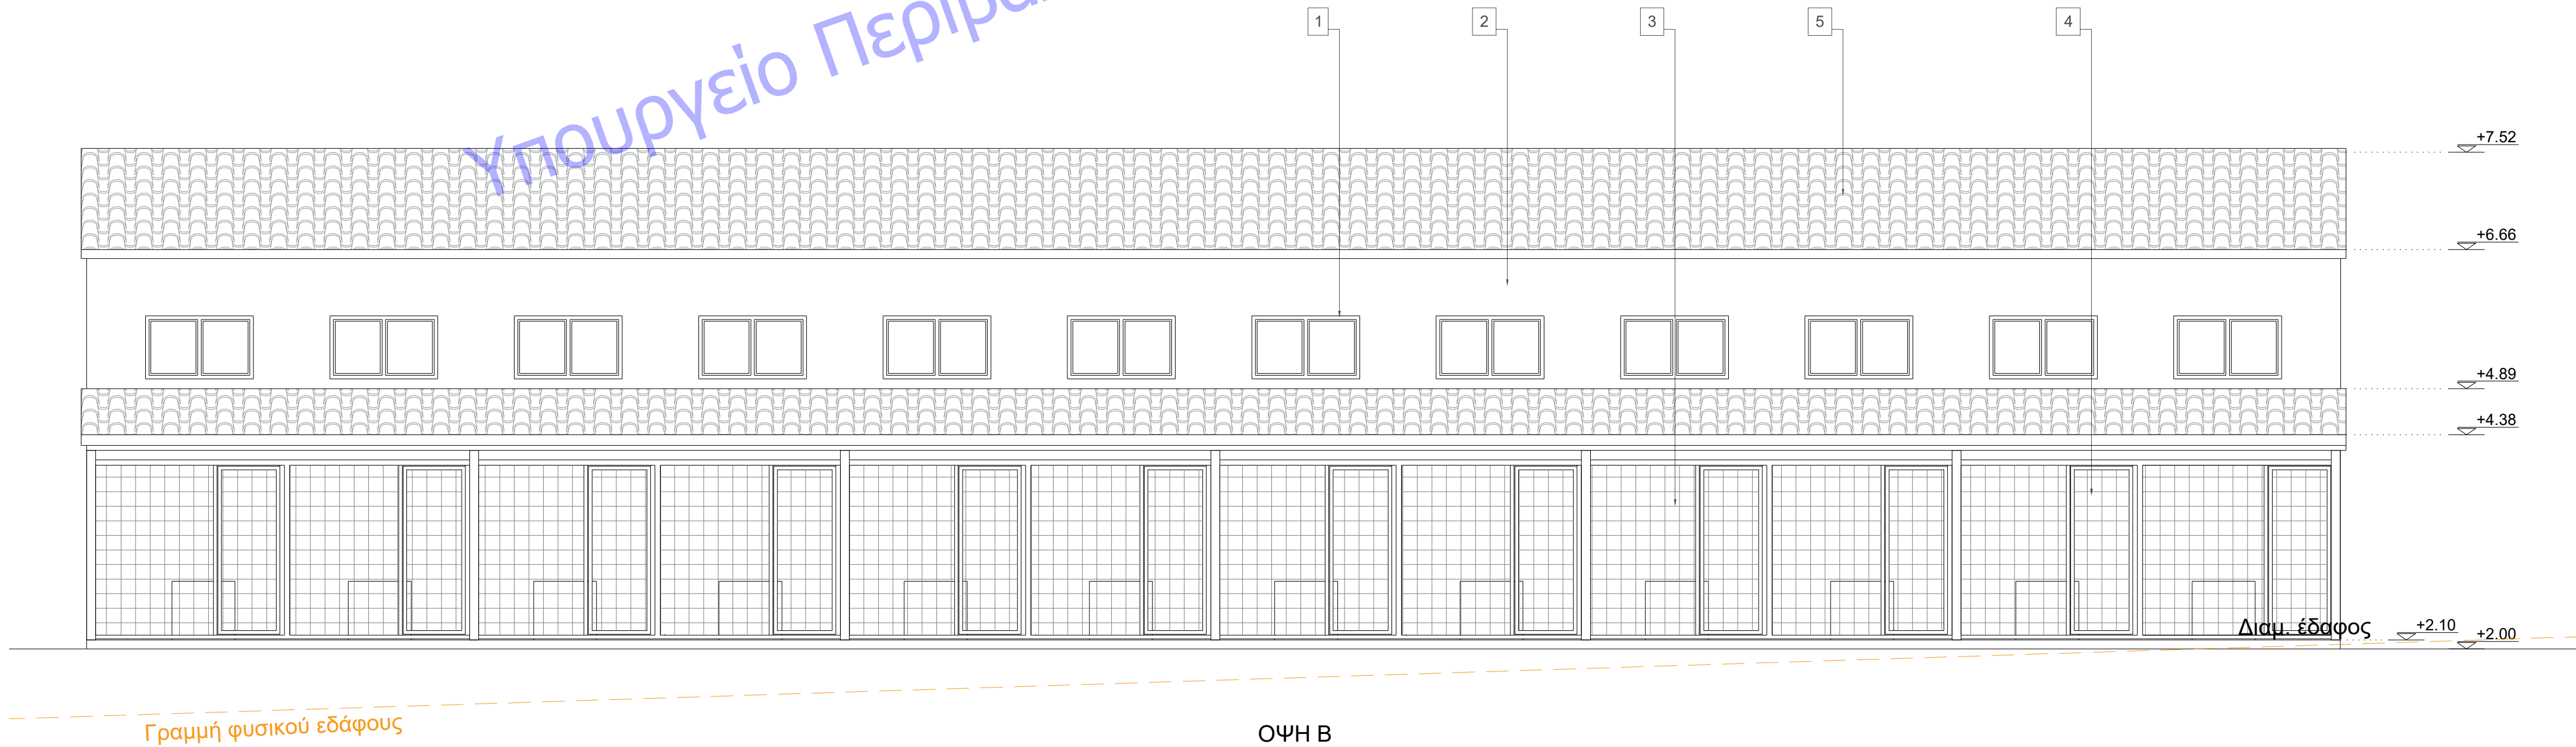 Υπουργείο
1 2 3 5 4
+7.52
+6.66
+4.89
+4.38
Διαμ. έδαφος +2.10 +2.00
Γραμμή φυσικού εδάφους
ΟΨΗ Β